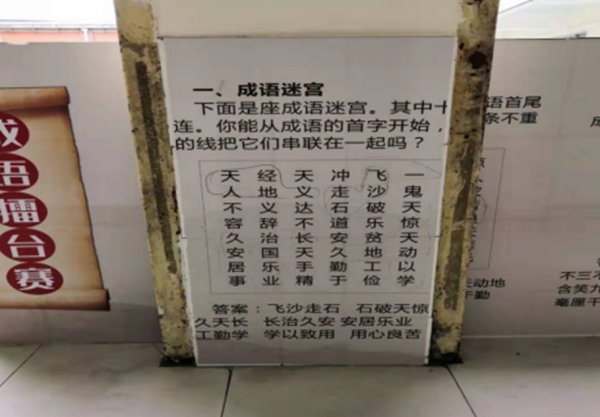 成语擂台赛
一、成语迷宫
下面是座成语迷宫。其中十
连。你能从成语的首字开始，
的线把它们串联在一起吗？
天 经 天 冲 飞 一
人 地 义 走 沙 鬼
不 义 达 石 破 天
容 辞 不 道 乐 惊
久 治 长 安 贫 天
安 国 天 久 地 动
居 乐 手 勤 工 以
事 业 精 于 俭 学
答案：飞沙走石 石破天惊
久天长 长治久安 安居乐业
工勤学 学以致用 用心良苦
语首尾
条不重
天动地
于勤
不三不
含笑九
毫厘千